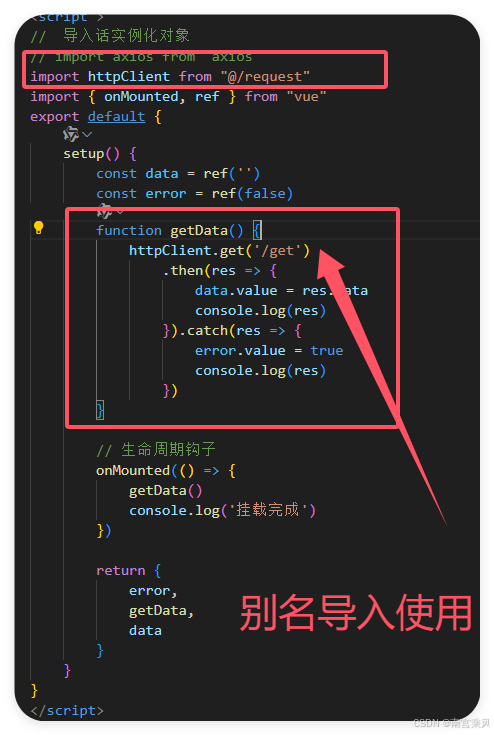 <script >
// 导入话实例化对象
// import axios from axios
import httpClient from "@/request"
import { onMounted, ref } from "vue"
export default {
setup() {
const data = ref('')
const error = ref(false)
function getData() {
httpClient.get('/get')
.then(res => {
data.value = res.data
console.log(res)
}).catch(res => {
error.value = true
console.log(res)
})
}
// 生命周期钩子
onMounted(() => {
getData()
console.log('挂载完成')
})
return {
error,
getData,
data
}
}
}
</script>
别名导入使用
CSDN @南宫乘风